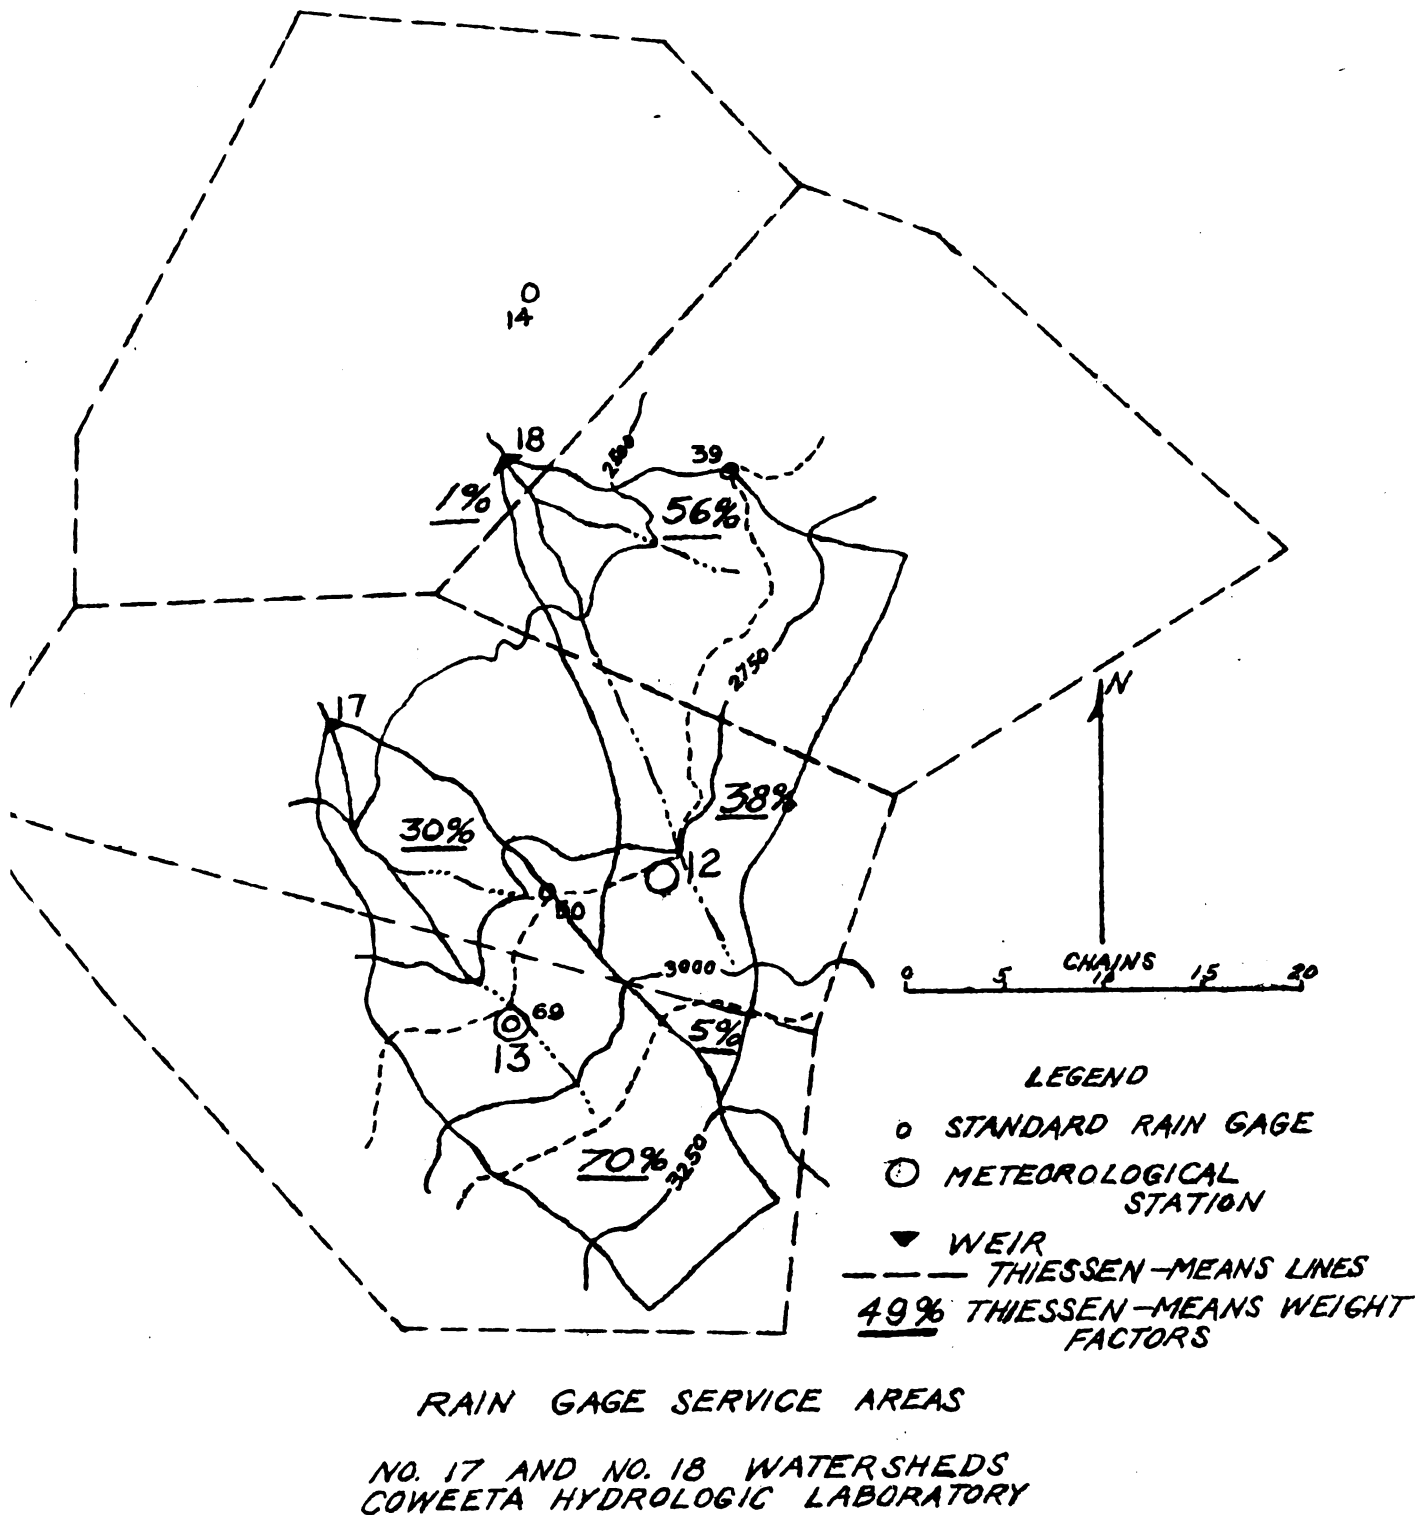 14
18
39
2500
1%
56%
2750
17
N
38%
30%
12
50
3000
CHAINS
0 5 10 15 20
69
5%
13
LEGEND
STANDARD RAIN GAGE
70%
3250
METEOROLOGICAL
STATION
WEIR
THIESSEN-MEANS LINES
49% THIESSEN-MEANS WEIGHT
FACTORS
RAIN GAGE SERVICE AREAS
NO. 17 AND NO. 18 WATERSHEDS
COWEETA HYDROLOGIC LABORATORY